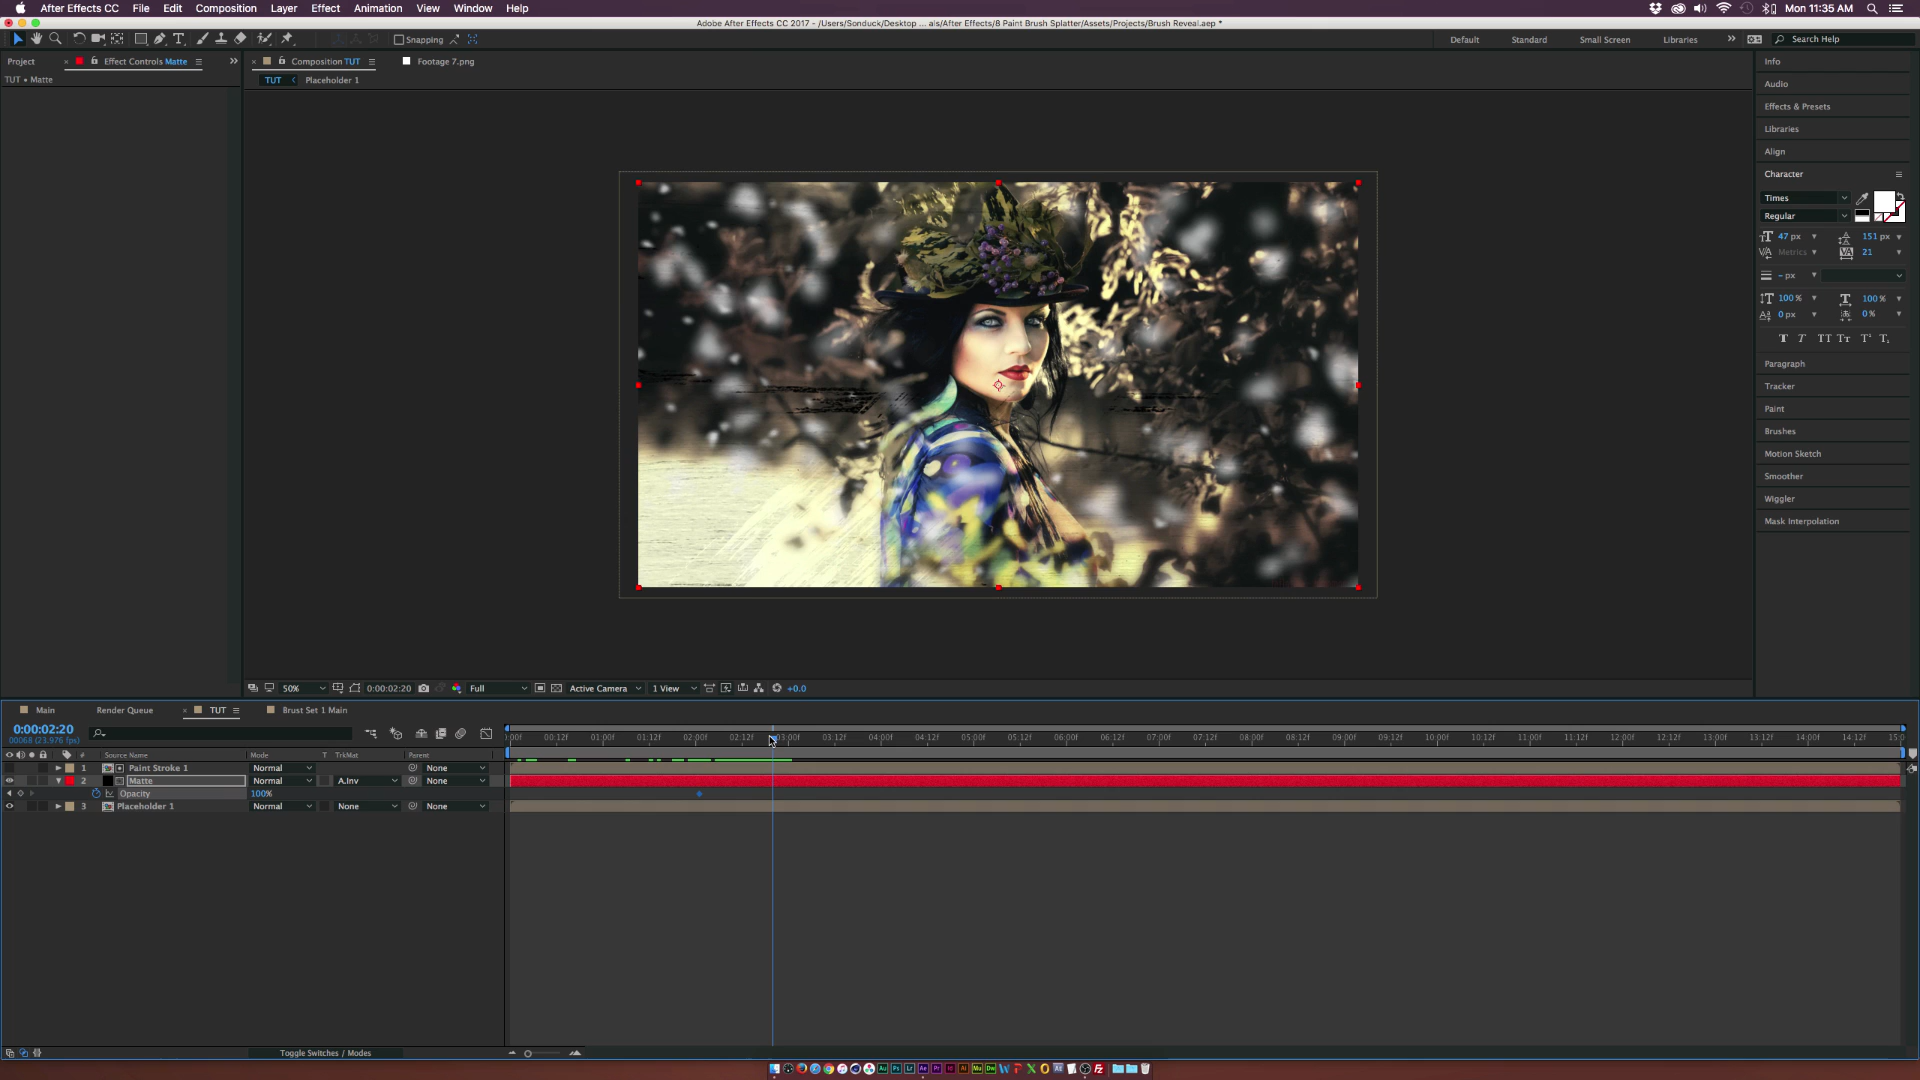 After Effects CC File Edit Composition Layer Effect Animation View Window Help
Mon 11:35 AM
Adobe After Effects CC 2017 - /Users/Sonduck/Desktop ... als/After Effects/8 Paint Brush Splatter/Assets/Projects/Brush Reveal.aep *
Snapping
Default Standard Small Screen Libraries Search Help
Project Effect Controls Matte
Composition TUT Footage 7.png
TUT • Matte
TUT Placeholder 1
Info
Audio
Effects & Presets
Libraries
Align
Character
Times
Regular
47 px 151 px
Metrics 21
- px
100 % 100 %
0 px 0 %
T T TT Tr T¹ T,
Paragraph
Tracker
Paint
Brushes
Motion Sketch
Smoother
Wiggler
Mask Interpolation
50% 0:00:02:20 Full Active Camera 1 View +0.0
Main Render Queue TUT Brust Set 1 Main
0:00:02:20
00068 (23.976 fps)
:00f 00:12f 01:00f 01:12f 02:00f 02:12f 03:00f 03:12f 04:00f 04:12f 05:00f 05:12f 06:00f 06:12f 07:00f 07:12f 08:00f 08:12f 09:00f 09:12f 10:00f 10:12f 11:00f 11:12f 12:00f 12:12f 13:00f 13:12f 14:00f 14:12f 15:0
# Source Name Mode T TrkMat Parent
1 Paint Stroke 1 Normal None
2 Matte Normal A.Inv None
Opacity 100%
3 Placeholder 1 Normal None None
Toggle Switches / Modes